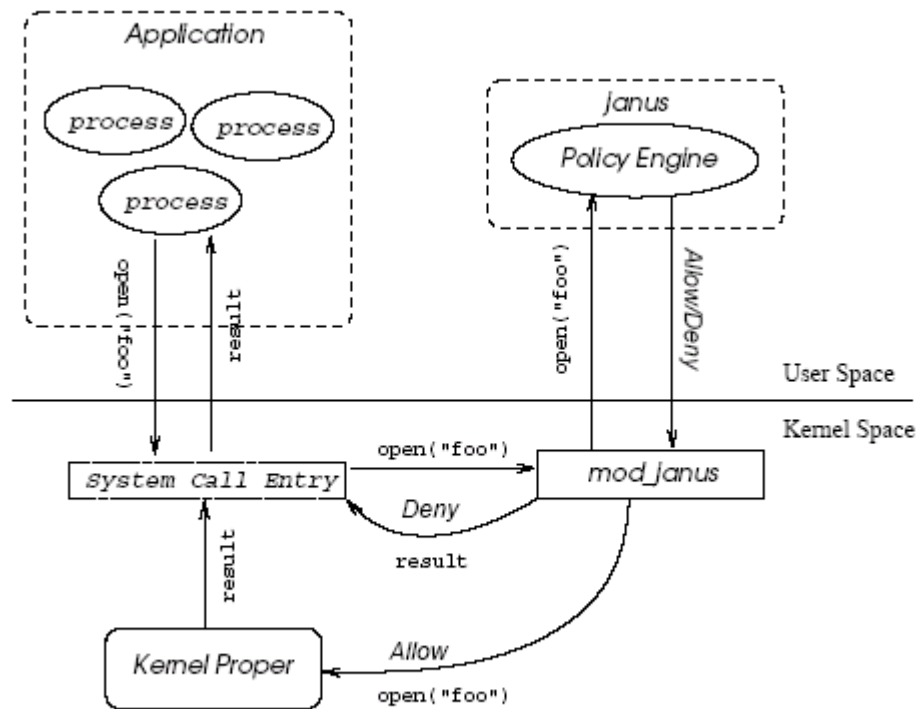 Application
process
process
process
janus
Policy Engine
open("foo")
result
open("foo")
Allow/Deny
User Space
Kernel Space
System Call Entry
open("foo")
mod_janus
Deny
result
result
Kernel Proper
Allow
open("foo")